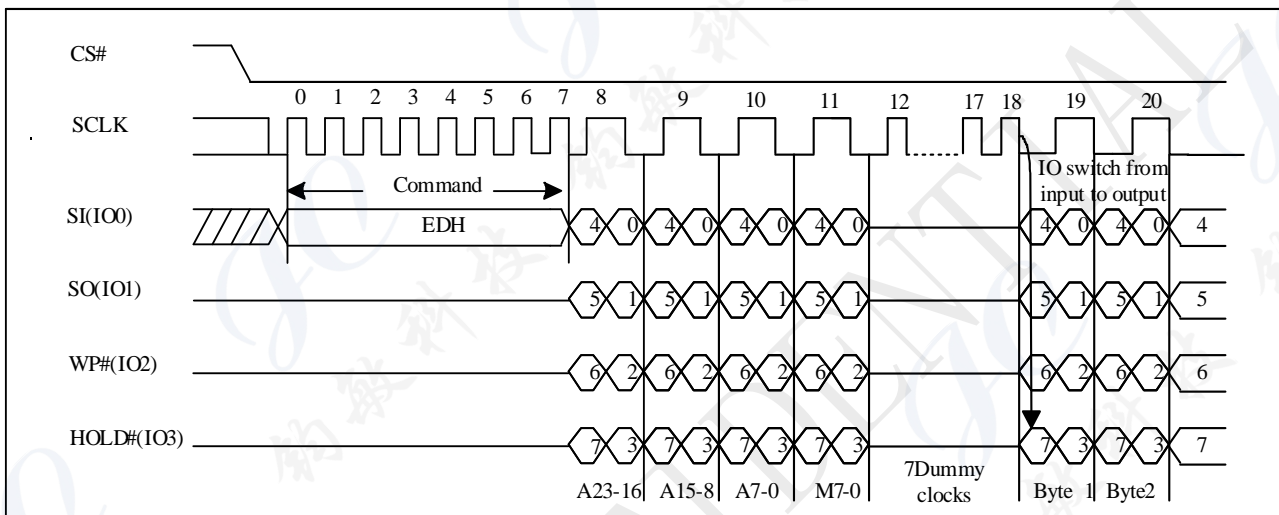 CS#
0 1 2 3 4 5 6 7 8 9 10 11 12 17 18 19 20
SCLK
IO switch from
input to output
Command
SI(IO0)
EDH
4 0 4 0 4 0 4 0 4 0 4 0 4
SO(IO1)
5 1 5 1 5 1 5 1 5 1 5 1 5
WP#(IO2)
6 2 6 2 6 2 6 2 6 2 6 2 6
HOLD#(IO3)
7 3 7 3 7 3 7 3 7 3 7 3 7
7Dummy
clocks
A23-16 A15-8 A7-0 M7-0 Byte 1 Byte2